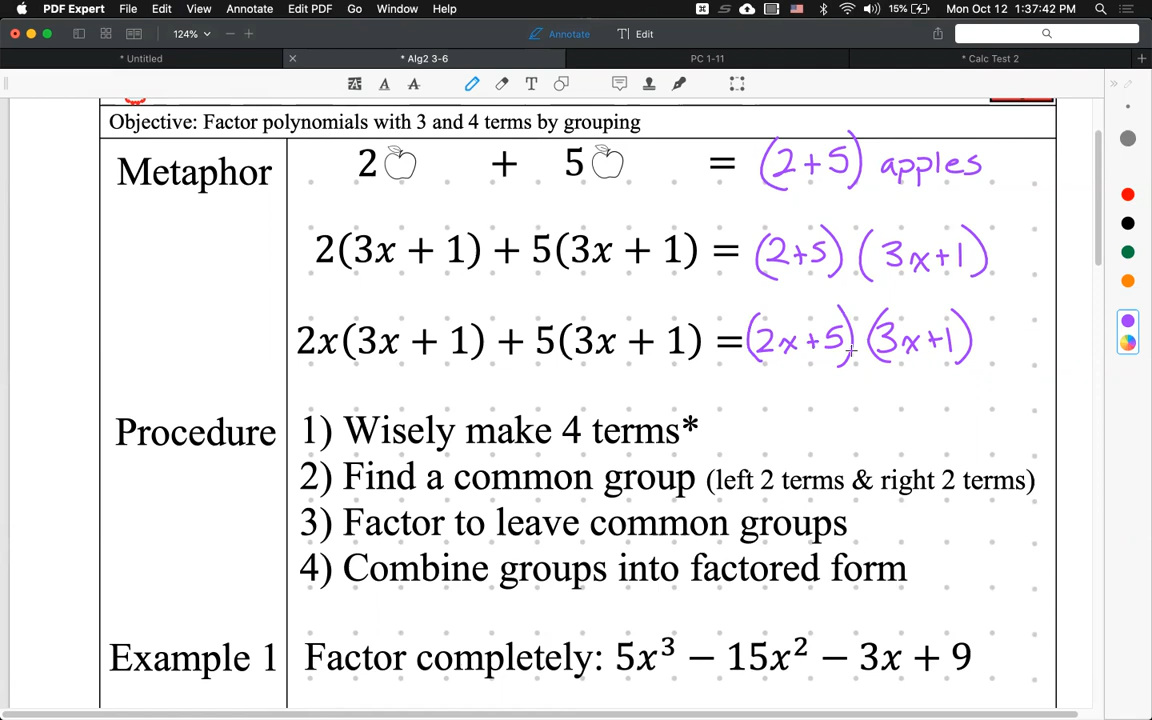 PDF Expert File Edit View Annotate Edit PDF Go Window Help 15% Mon Oct 12 1:37:42 PM
124% Annotate Edit
* Untitled * Alg2 3-6 PC 1-11 * Calc Test 2
Objective: Factor polynomials with 3 and 4 terms by grouping
Metaphor 2 + 5 = (2+5) apples
2(3x + 1) + 5(3x + 1) = (2+5) (3x+1)
2x(3x + 1) + 5(3x + 1) = (2x+5) (3x+1)
Procedure 1) Wisely make 4 terms*
2) Find a common group (left 2 terms & right 2 terms)
3) Factor to leave common groups
4) Combine groups into factored form
Example 1 Factor completely: 5x³ − 15x² − 3x + 9